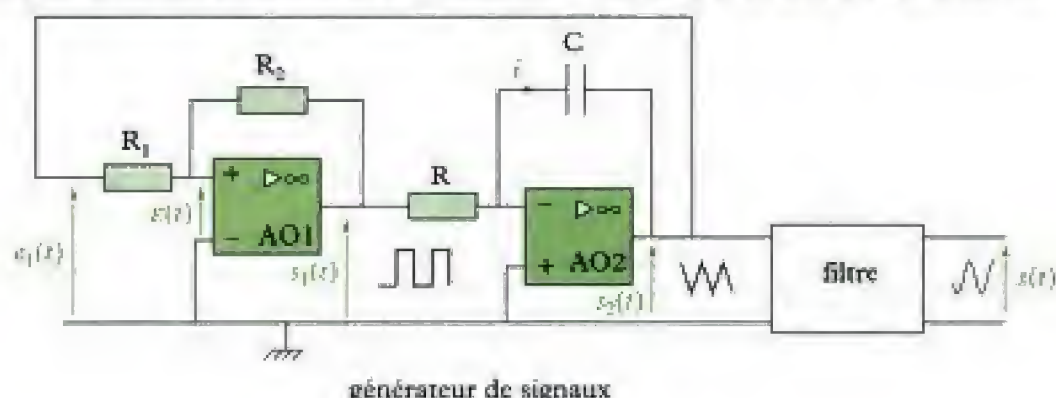 C
i
R₂
R₁
R
+ ▷∞
ε(t)
− AO1
− ▷∞
+ AO2
e₁(t)
s₁(t)
s₂(t)
filtre
s(t)
générateur de signaux